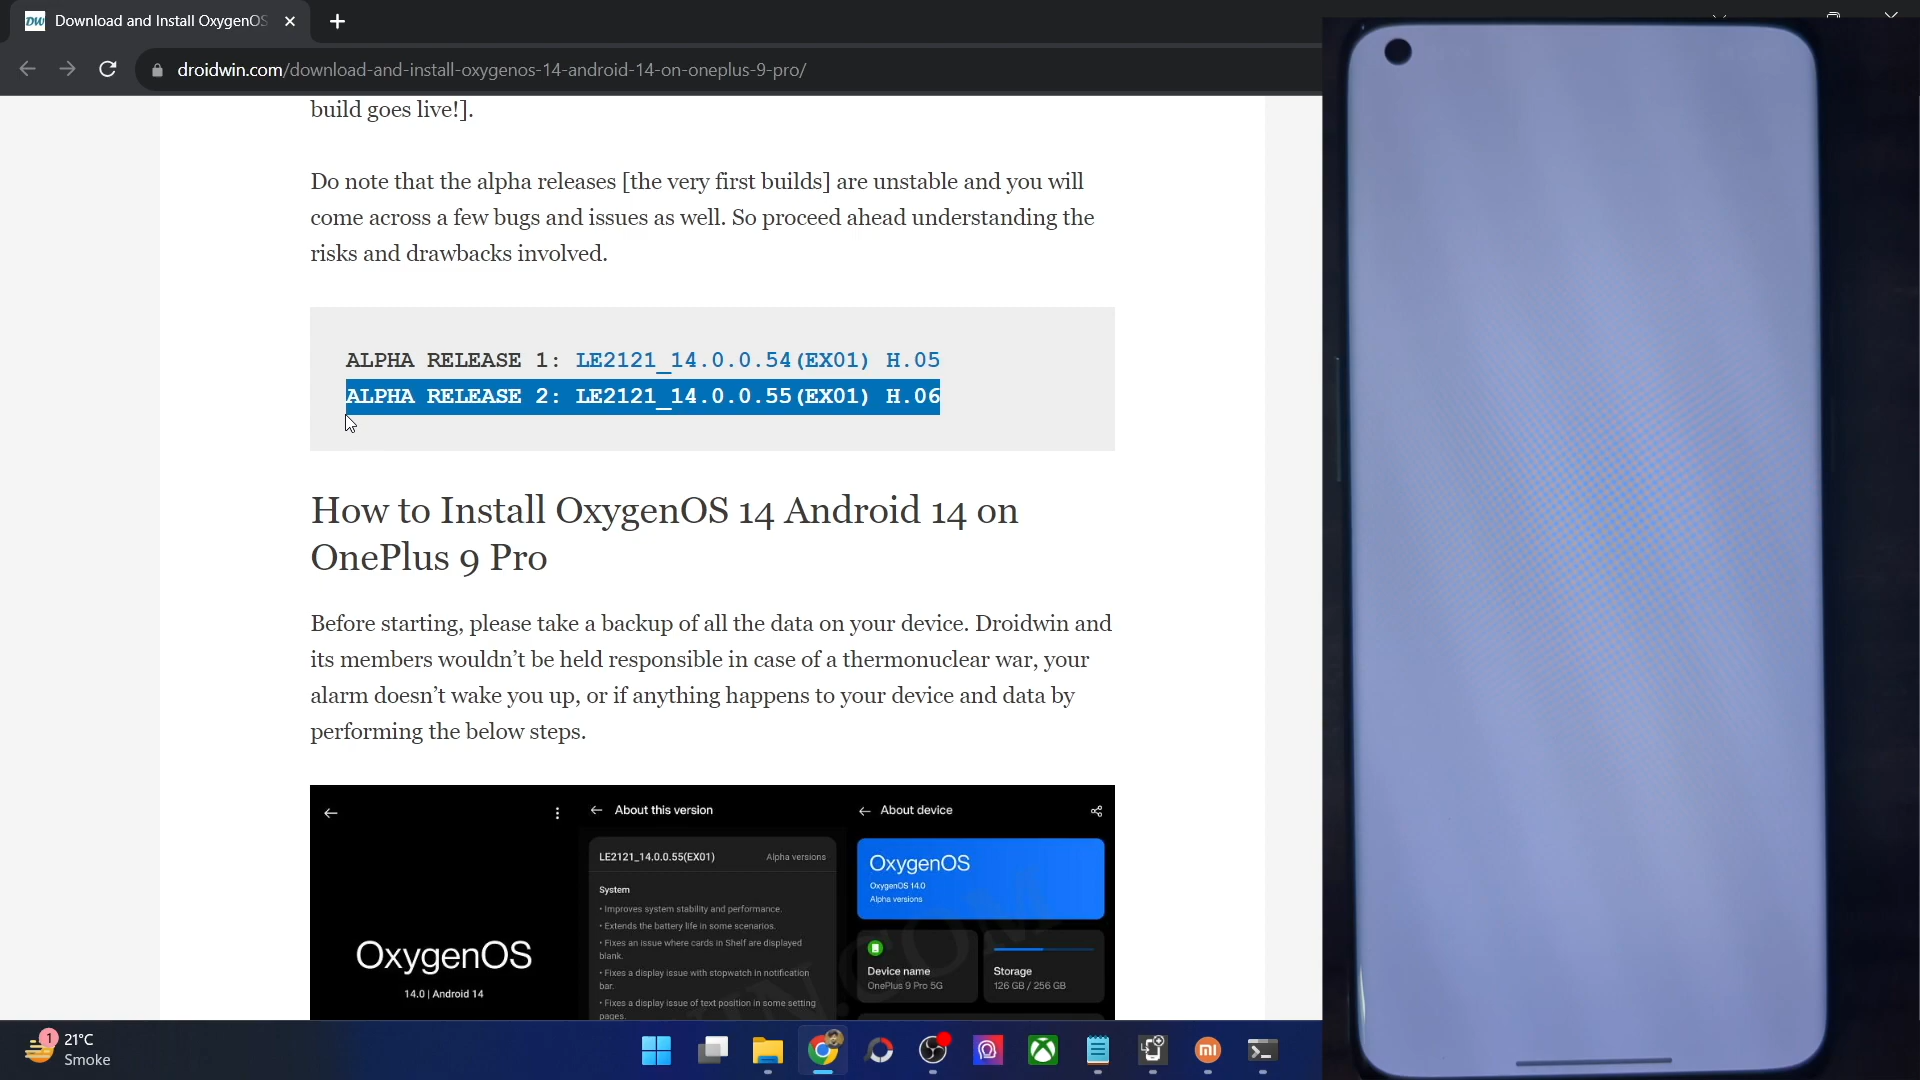 Download and Install OxygenOS
droidwin.com/download-and-install-oxygenos-14-android-14-on-oneplus-9-pro/
build goes live!].
Do note that the alpha releases [the very first builds] are unstable and you will
come across a few bugs and issues as well. So proceed ahead understanding the
risks and drawbacks involved.
ALPHA RELEASE 1: LE2121_14.0.0.54(EX01) H.05
ALPHA RELEASE 2: LE2121_14.0.0.55(EX01) H.06
How to Install OxygenOS 14 Android 14 on
OnePlus 9 Pro
Before starting, please take a backup of all the data on your device. Droidwin and
its members wouldn’t be held responsible in case of a thermonuclear war, your
alarm doesn’t wake you up, or if anything happens to your device and data by
performing the below steps.
OxygenOS
14.0 | Android 14
About this version
LE2121_14.0.0.55(EX01) Alpha versions
System
• Improves system stability and performance.
• Extends the battery life in some scenarios.
• Fixes an issue where cards in Shelf are displayed
blank.
• Fixes a display issue with stopwatch in notification
bar.
• Fixes a display issue of text position in some setting
pages.
About device
OxygenOS
OxygenOS 14.0
Alpha versions
Device name
OnePlus 9 Pro 5G
Storage
126 GB / 256 GB
1
21°C
Smoke